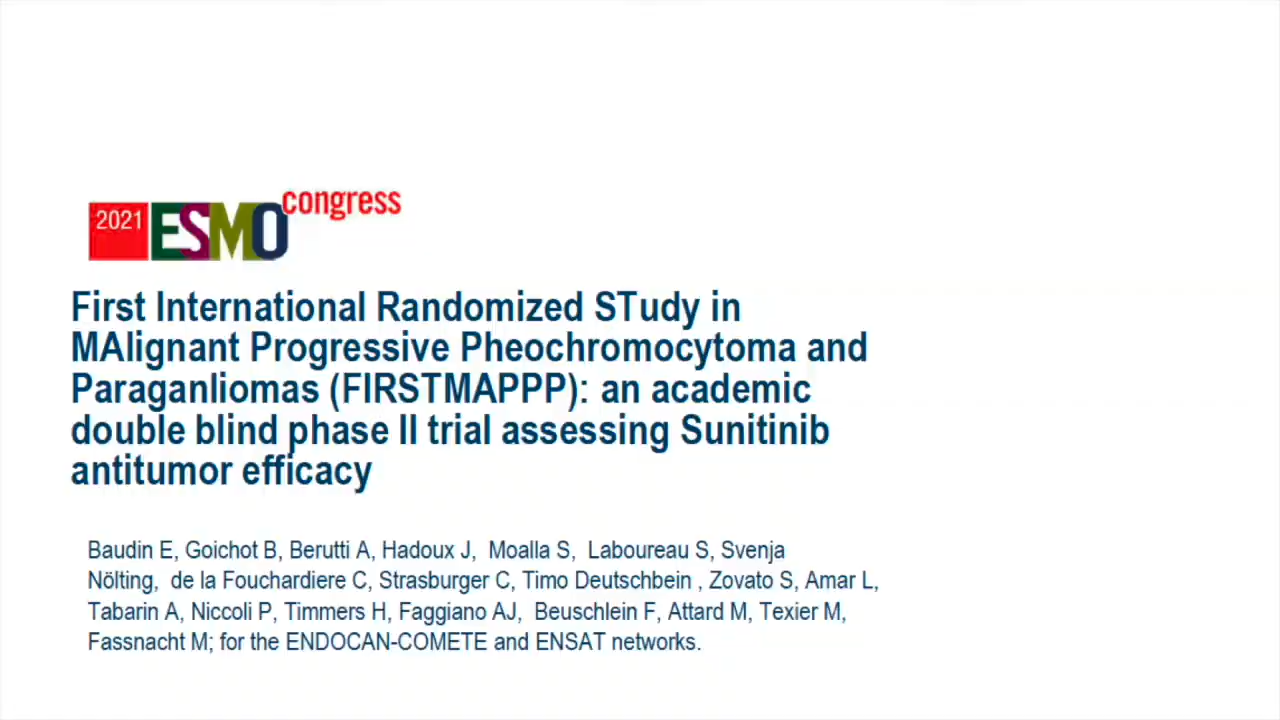 2021 ESMO congress
First International Randomized STudy in
MAlignant Progressive Pheochromocytoma and
Paraganliomas (FIRSTMAPPP): an academic
double blind phase II trial assessing Sunitinib
antitumor efficacy
Baudin E, Goichot B, Berutti A, Hadoux J, Moalla S, Laboureau S, Svenja
Nölting, de la Fouchardiere C, Strasburger C, Timo Deutschbein , Zovato S, Amar L,
Tabarin A, Niccoli P, Timmers H, Faggiano AJ, Beuschlein F, Attard M, Texier M,
Fassnacht M; for the ENDOCAN-COMETE and ENSAT networks.